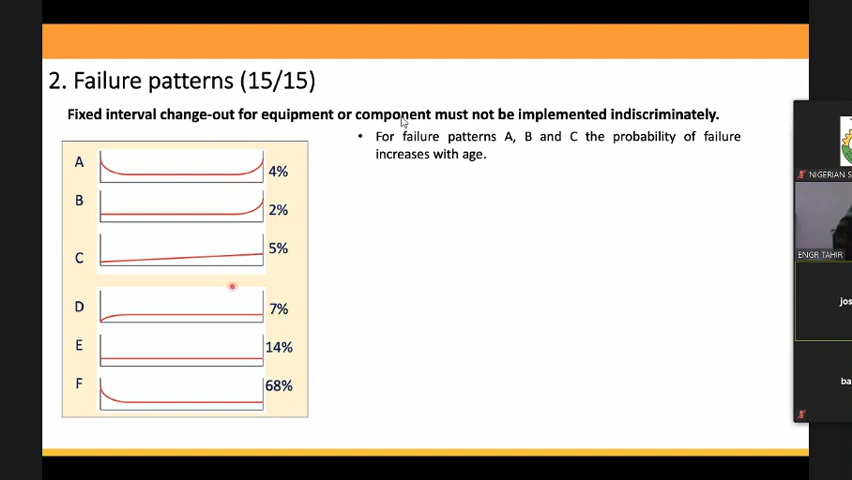 2. Failure patterns (15/15)
Fixed interval change-out for equipment or component must not be implemented indiscriminately.
• For failure patterns A, B and C the probability of failure
increases with age.
A 4%
B 2%
C 5%
D 7%
E 14%
F 68%
NIGERIAN S
ENGR TAHIR
jos
ba